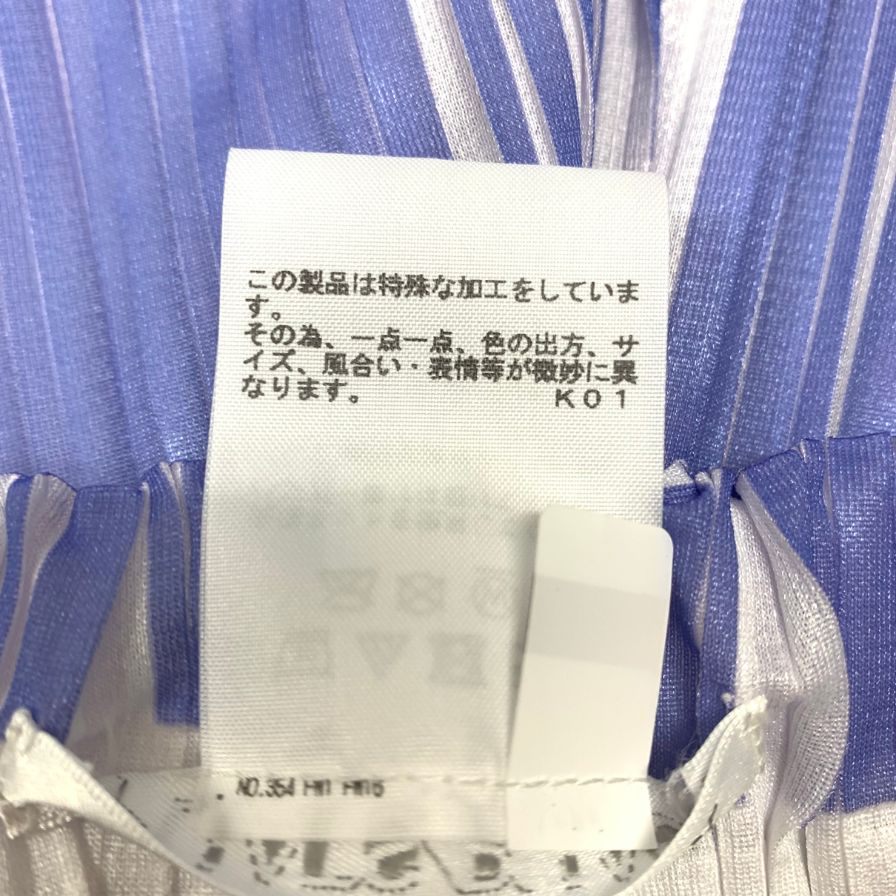 この製品は特殊な加工をしていま
す。
その為、一点一点、色の出方、サ
イズ、風合い・表情等が微妙に異
なります。 K01
NO.354